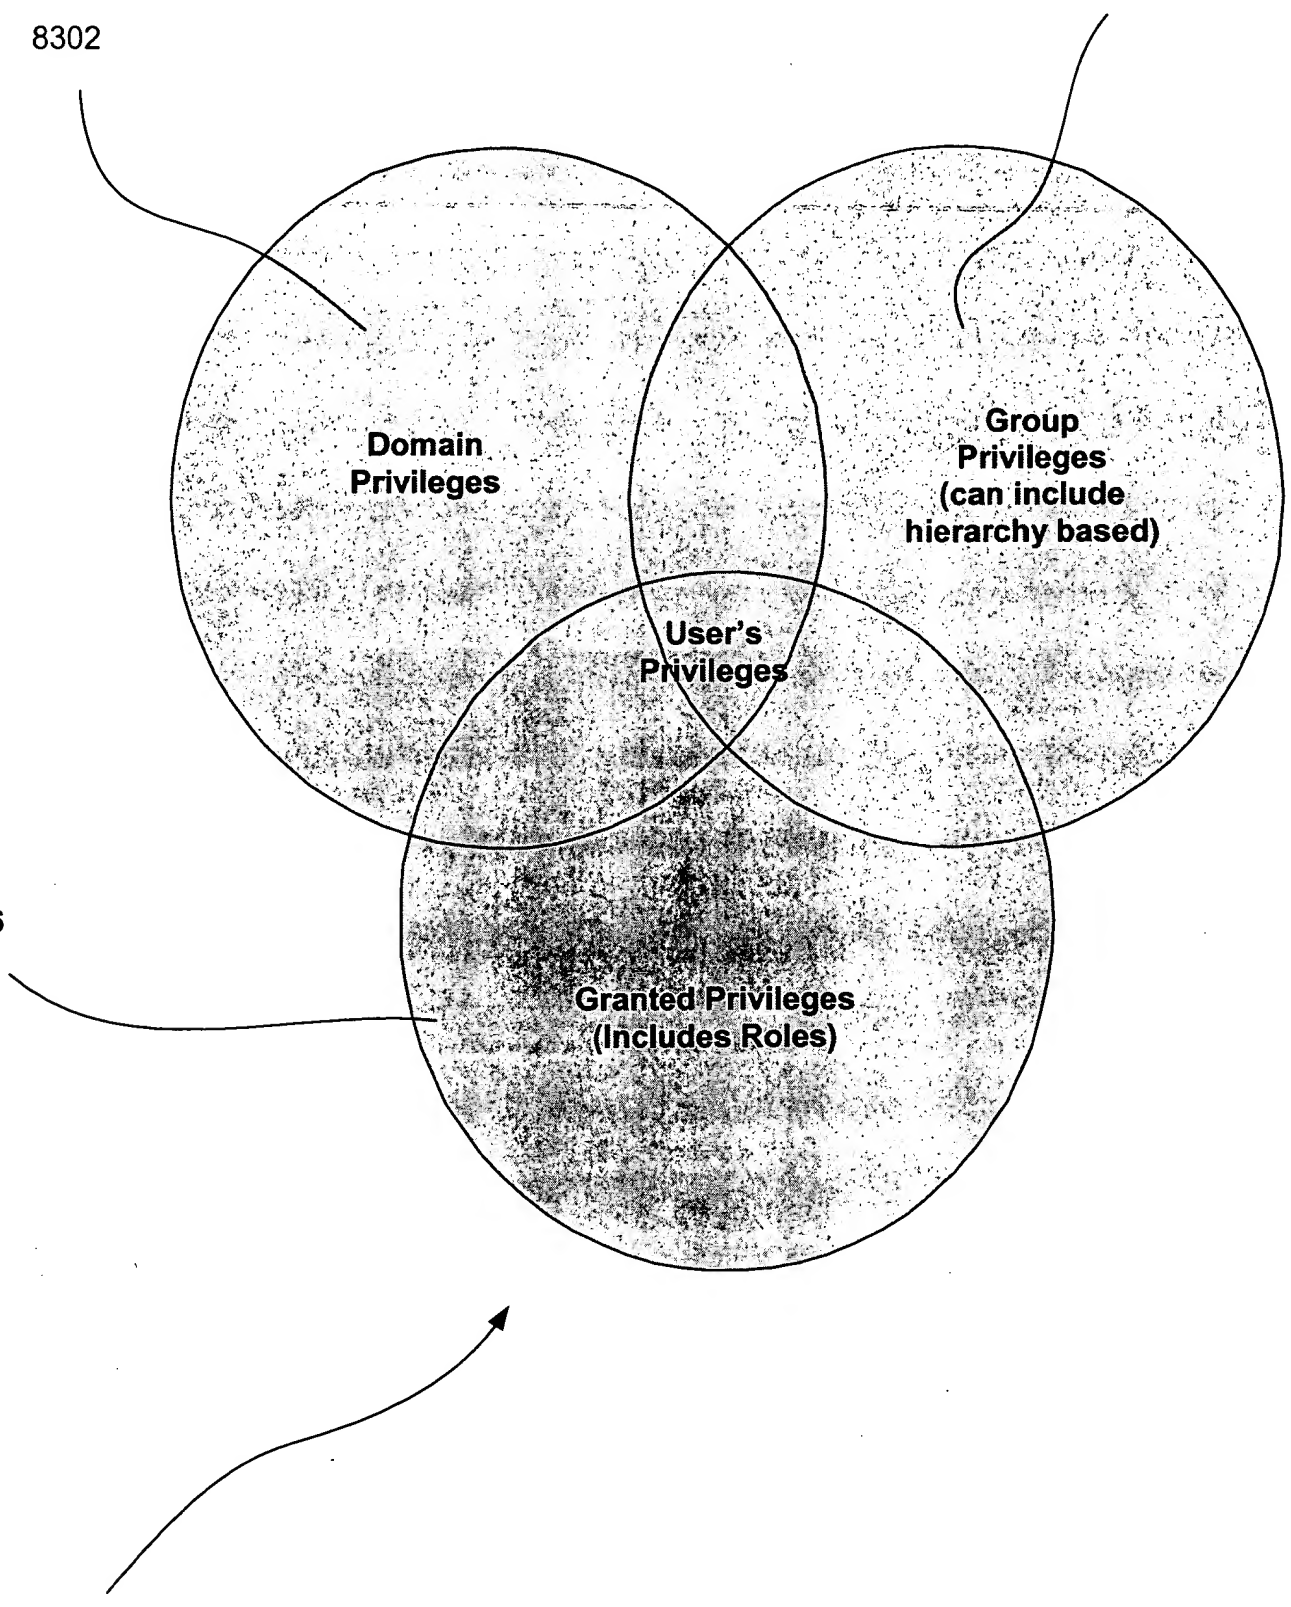 8302
Domain
Privileges
Group
Privileges
(can include
hierarchy based)
User's
Privileges
Granted Privileges
(Includes Roles)